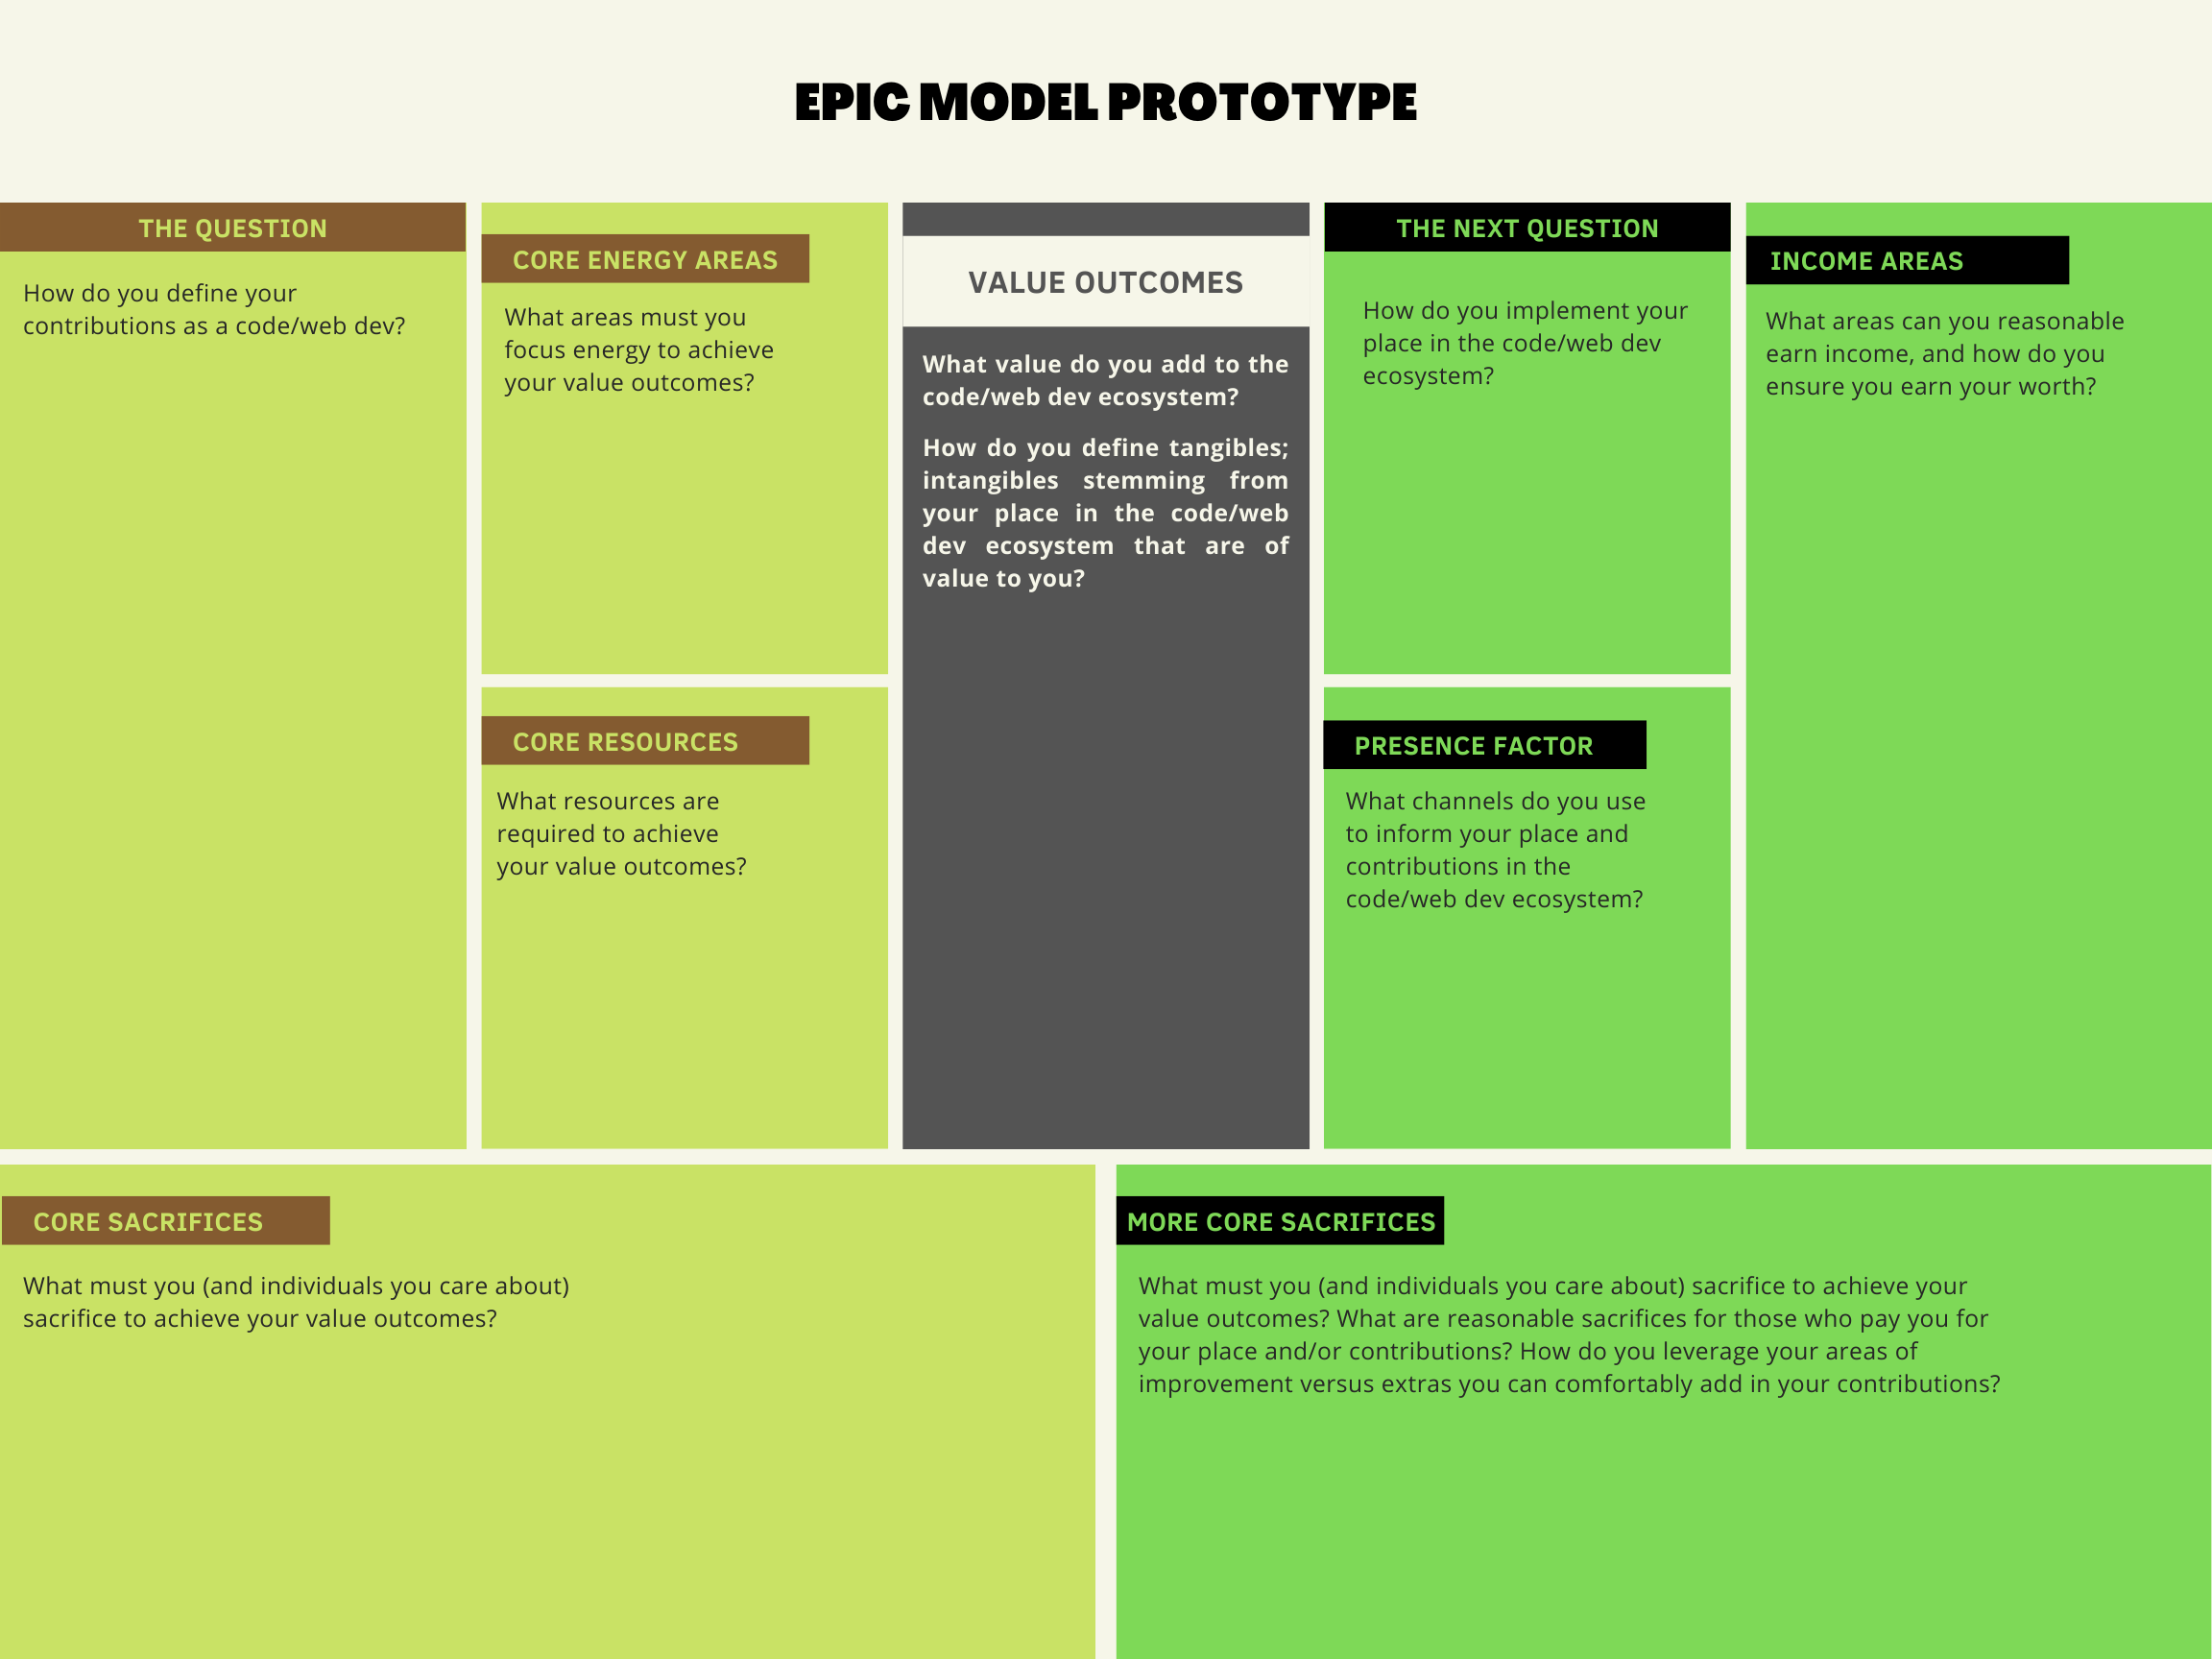 EPIC MODEL PROTOTYPE
THE QUESTION
How do you define your
contributions as a code/web dev?
CORE ENERGY AREAS
What areas must you
focus energy to achieve
your value outcomes?
CORE RESOURCES
What resources are
required to achieve
your value outcomes?
VALUE OUTCOMES
What value do you add to the
code/web dev ecosystem?
How do you define tangibles;
intangibles stemming from
your place in the code/web
dev ecosystem that are of
value to you?
THE NEXT QUESTION
How do you implement your
place in the code/web dev
ecosystem?
PRESENCE FACTOR
What channels do you use
to inform your place and
contributions in the
code/web dev ecosystem?
INCOME AREAS
What areas can you reasonable
earn income, and how do you
ensure you earn your worth?
CORE SACRIFICES
What must you (and individuals you care about)
sacrifice to achieve your value outcomes?
MORE CORE SACRIFICES
What must you (and individuals you care about) sacrifice to achieve your
value outcomes? What are reasonable sacrifices for those who pay you for
your place and/or contributions? How do you leverage your areas of
improvement versus extras you can comfortably add in your contributions?